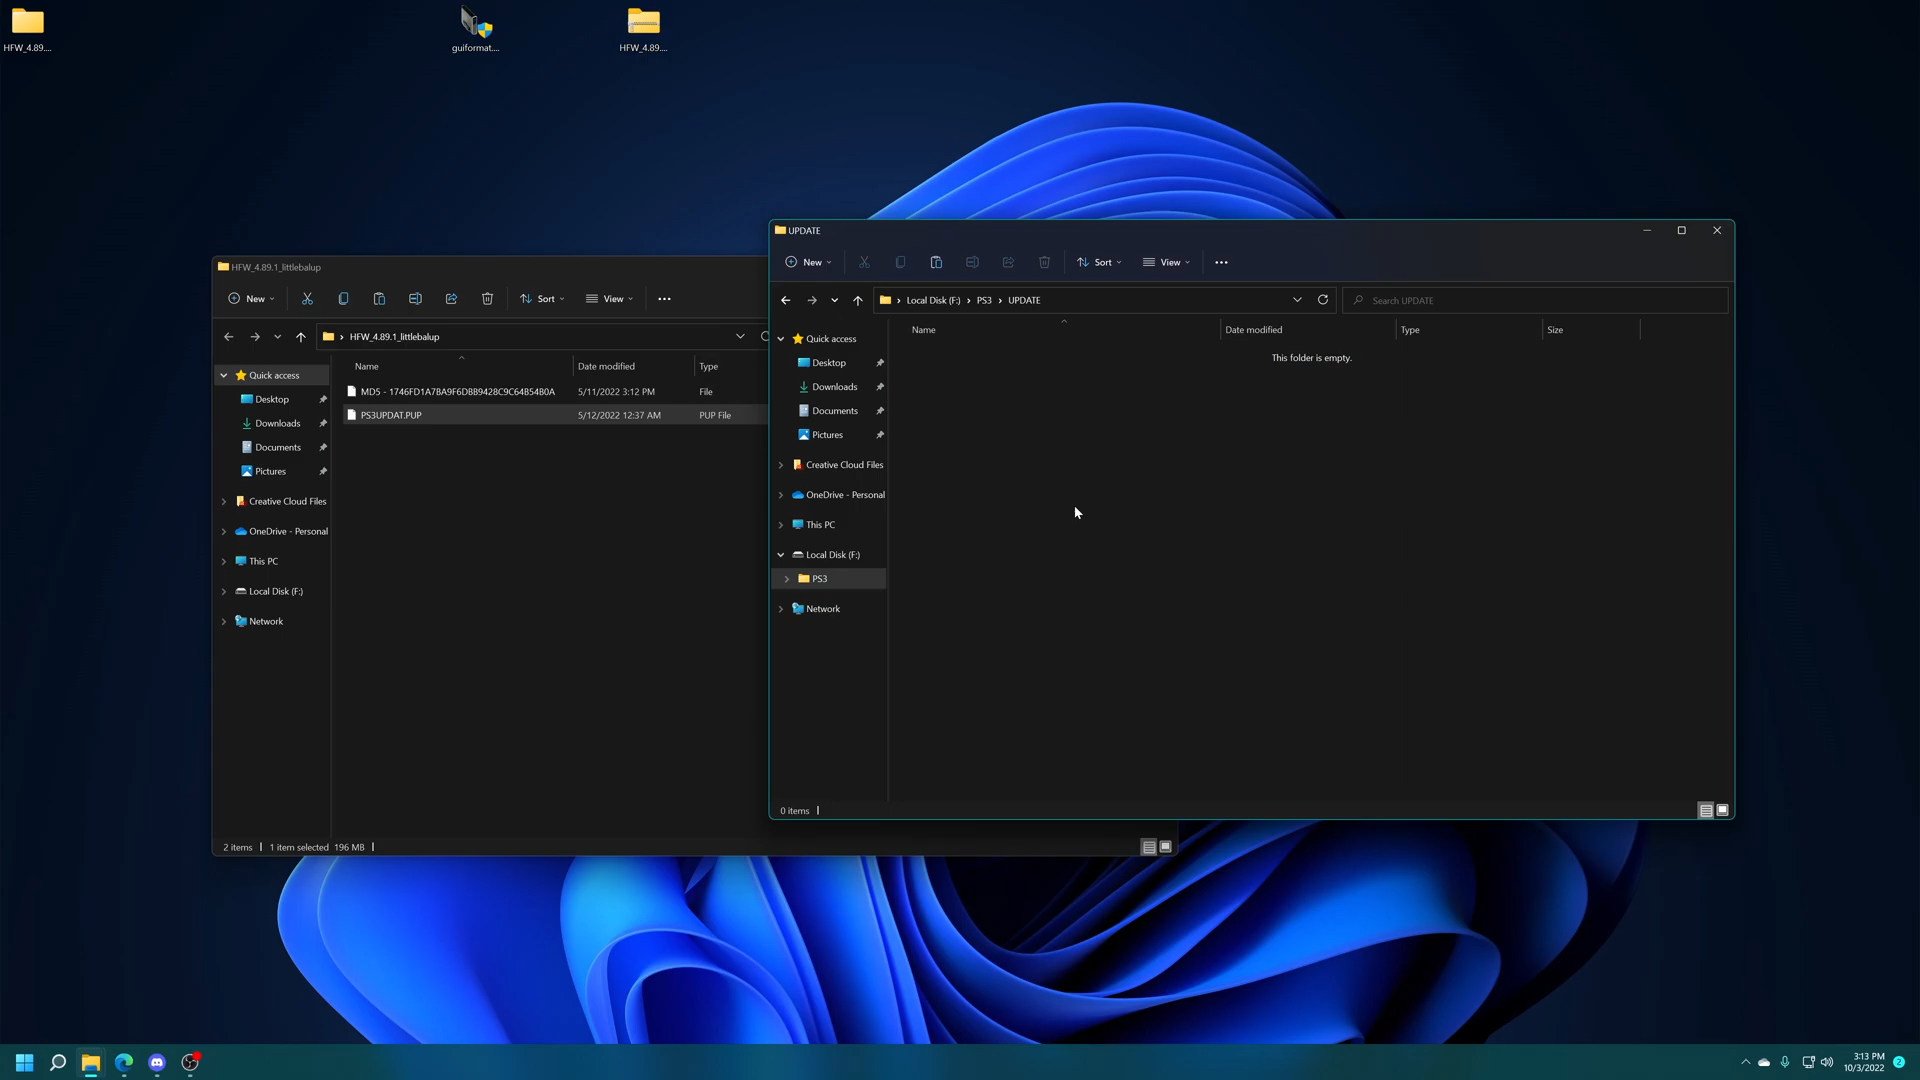 HFW_4.89....
guiformat....
HFW_4.89....
HFW_4.89.1_littlebalup
New
Sort
View
HFW_4.89.1_littlebalup
Name
Date modified
Type
MD5 - 1746FD1A7BA9F6DBB9428C9C64B54B0A
5/11/2022 3:12 PM
File
PS3UPDAT.PUP
5/12/2022 12:37 AM
PUP File
Quick access
Desktop
Downloads
Documents
Pictures
Creative Cloud Files
OneDrive - Personal
This PC
Local Disk (F:)
Network
2 items
1 item selected 196 MB
UPDATE
New
Sort
View
Local Disk (F:) › PS3 › UPDATE
Search UPDATE
Name
Date modified
Type
Size
This folder is empty.
Quick access
Desktop
Downloads
Documents
Pictures
Creative Cloud Files
OneDrive - Personal
This PC
Local Disk (F:)
PS3
Network
0 items
3:13 PM
10/3/2022
2